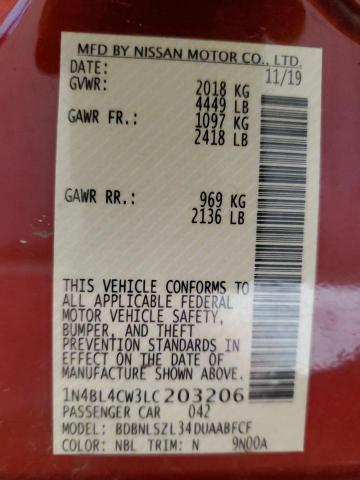 MFD BY NISSAN MOTOR CO., LTD.
DATE: 11/19
GVWR: 2018 KG
4449 LB
GAWR FR.: 1097 KG
2418 LB
GAWR RR.: 969 KG
2136 LB
THIS VEHICLE CONFORMS TO
ALL APPLICABLE FEDERAL
MOTOR VEHICLE SAFETY,
BUMPER, AND THEFT
PREVENTION STANDARDS IN
EFFECT ON THE DATE OF
MANUFACTURE SHOWN ABOVE.
1N4BL4CW3LC203206
PASSENGER CAR 042
MODEL: BDBNLSZL34DUAABFCF
COLOR: NBL TRIM: N 9N00A